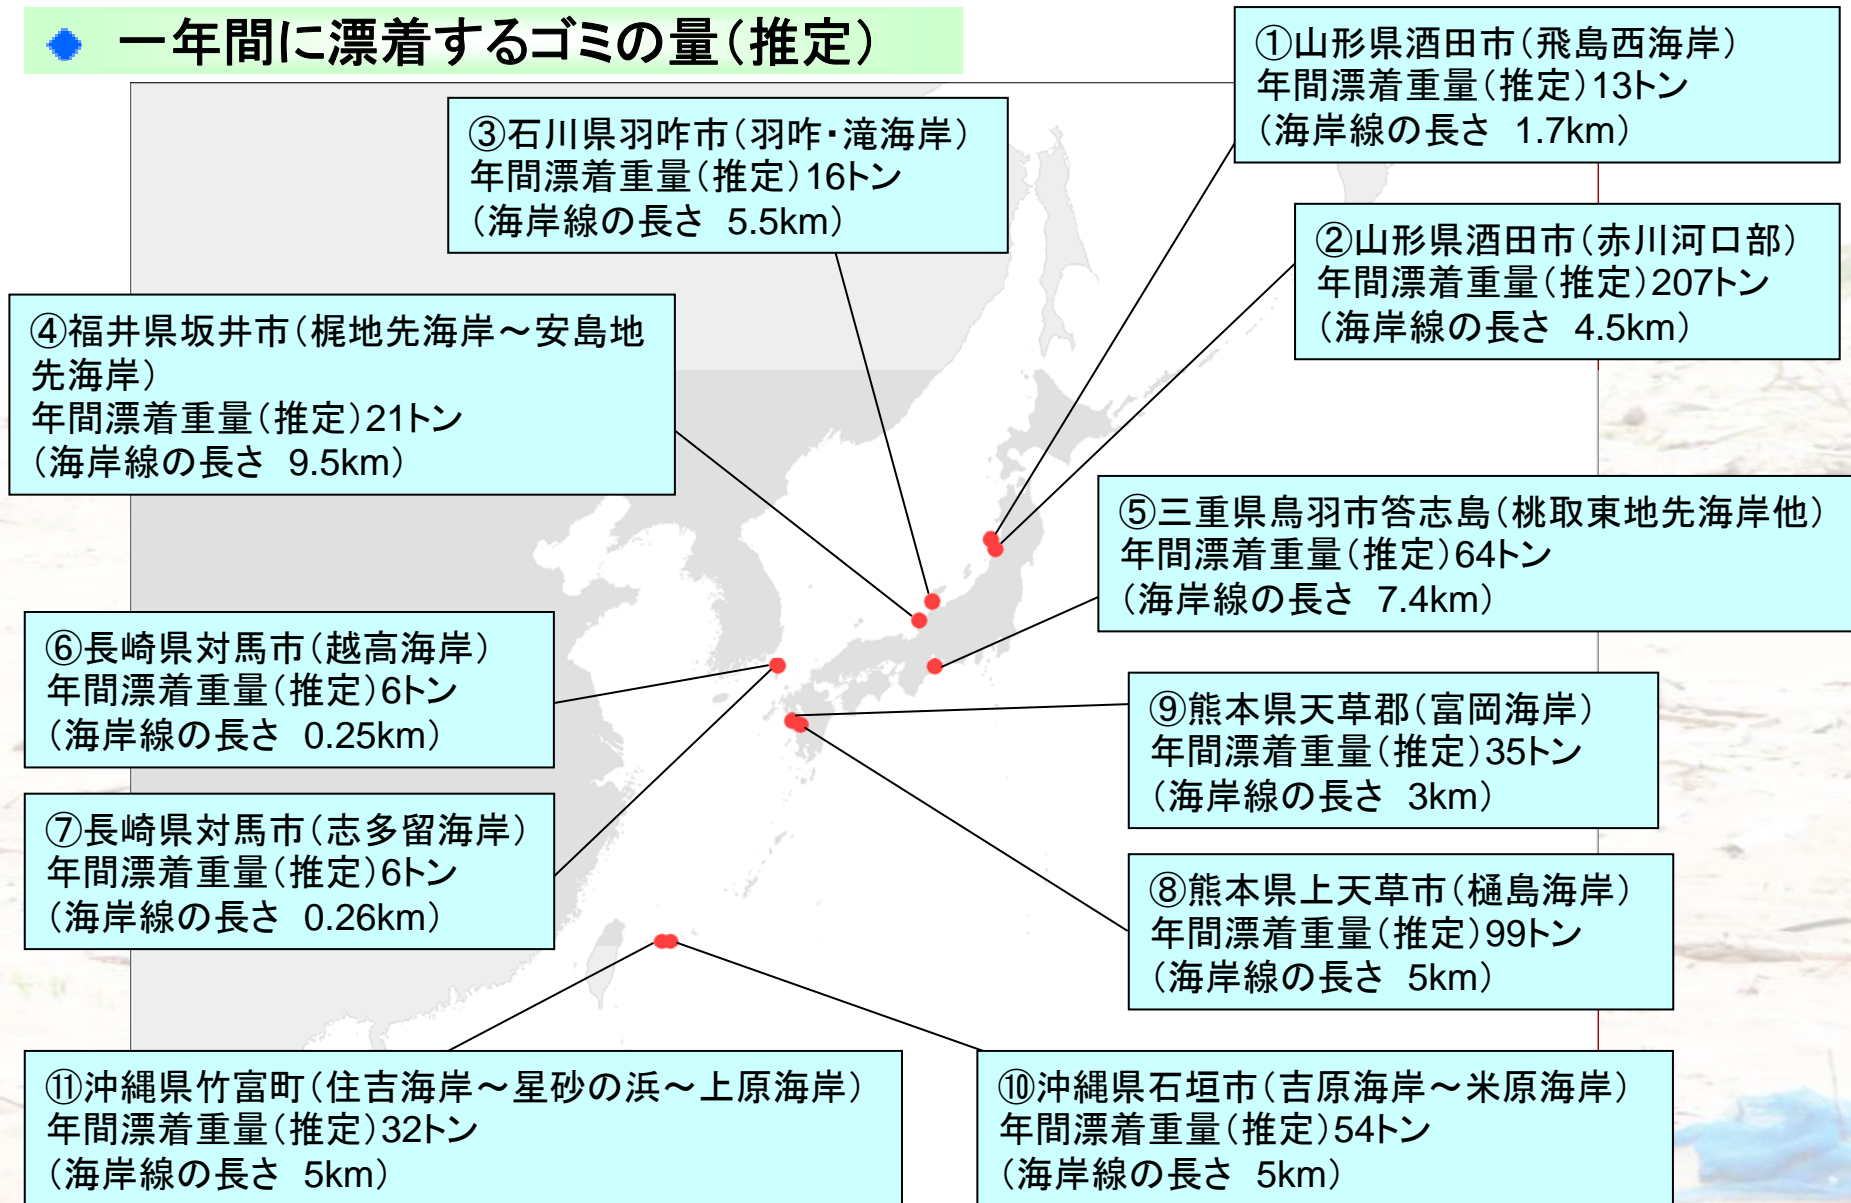 一年間に漂着するゴミの量(推定)
①山形県酒田市(飛島西海岸)
年間漂着重量(推定)13トン
(海岸線の長さ 1.7km)
②山形県酒田市(赤川河口部)
年間漂着重量(推定)207トン
(海岸線の長さ 4.5km)
③石川県羽咋市(羽咋・滝海岸)
年間漂着重量(推定)16トン
(海岸線の長さ 5.5km)
④福井県坂井市(梶地先海岸～安島地
先海岸)
年間漂着重量(推定)21トン
(海岸線の長さ 9.5km)
⑤三重県鳥羽市答志島(桃取東地先海岸他)
年間漂着重量(推定)64トン
(海岸線の長さ 7.4km)
⑥長崎県対馬市(越高海岸)
年間漂着重量(推定)6トン
(海岸線の長さ 0.25km)
⑦長崎県対馬市(志多留海岸)
年間漂着重量(推定)6トン
(海岸線の長さ 0.26km)
⑨熊本県天草郡(富岡海岸)
年間漂着重量(推定)35トン
(海岸線の長さ 3km)
⑧熊本県上天草市(樋島海岸)
年間漂着重量(推定)99トン
(海岸線の長さ 5km)
⑪沖縄県竹富町(住吉海岸～星砂の浜～上原海岸)
年間漂着重量(推定)32トン
(海岸線の長さ 5km)
⑩沖縄県石垣市(吉原海岸～米原海岸)
年間漂着重量(推定)54トン
(海岸線の長さ 5km)